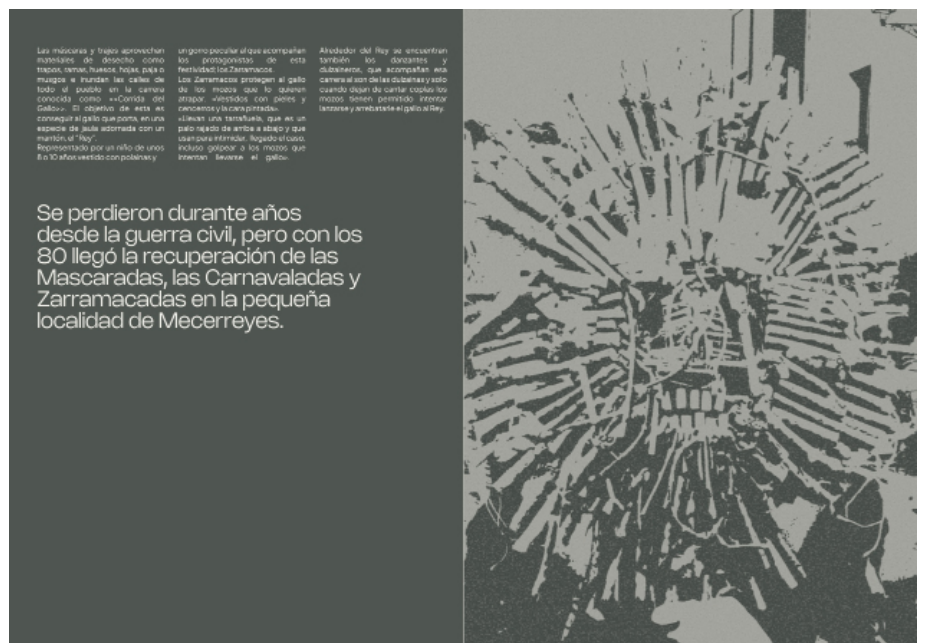 Las máscaras y trajes aprovechan
materiales de desecho como
trapos, ramas, huesos, hojas, paja o
musgos e inundan las calles de
todo el pueblo en la carrera
conocida como ««Corrida del
Gallo»». El objetivo de esta es
conseguir al gallo que porta, en una
especie de jaula adornada con un
mantón, el "Rey".
Representado por un niño de unos
8 o 10 años vestido con polainas y
un gorro peculiar al que acompañan
los protagonistas de esta
festividad: los Zarramacos.
Los Zarramacos protegen al gallo
de los mozos que lo quieren
atrapar. «Vestidos con pieles y
cencerros y la cara pintada»
«Llevan una tarrañuela, que es un
palo rajado de arriba a abajo y que
usan para intimidar, llegado el caso,
incluso golpear a los mozos que
intentan llevarse el gallo».
Alrededor del Rey se encuentran
también los danzantes y
dulzaineros, que acompañan esa
carrera al son de las dulzainas y solo
cuando dejan de cantar coplas los
mozos tienen permitido intentar
lanzarse y arrebatarle el gallo al Rey.
Se perdieron durante años
desde la guerra civil, pero con los
80 llegó la recuperación de las
Mascaradas, las Carnavaladas y
Zarramacadas en la pequeña
localidad de Mecerreyes.